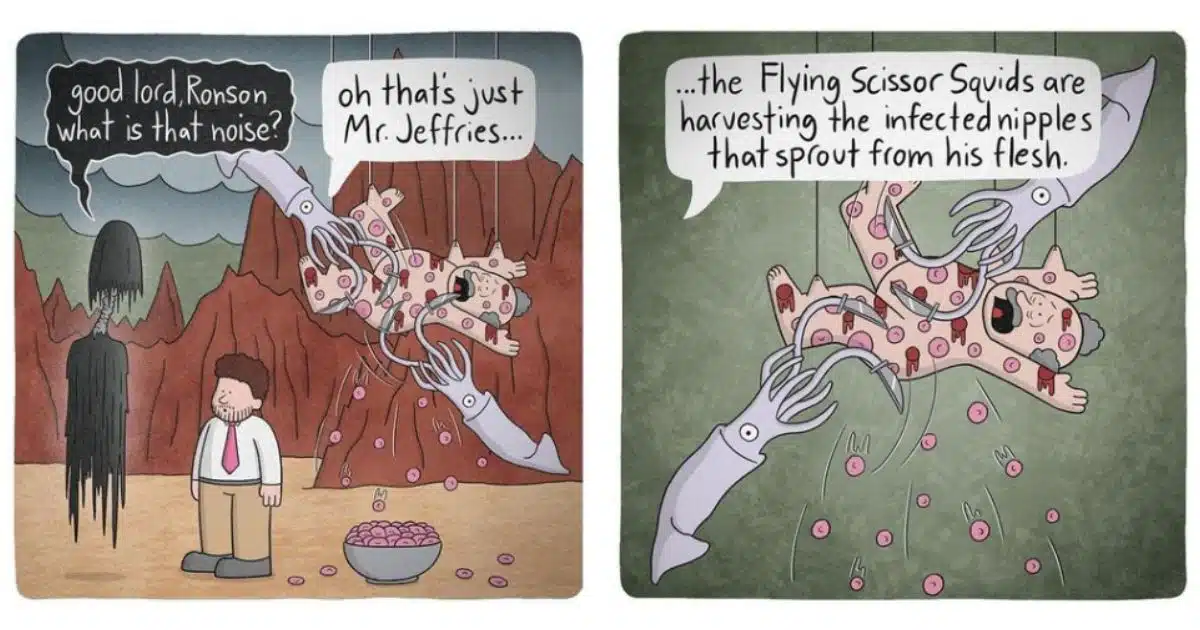 good lord, Ronson
what is that noise?
oh that's just
Mr. Jeffries...
...the Flying Scissor Squids are
harvesting the infected nipples
that sprout from his flesh.